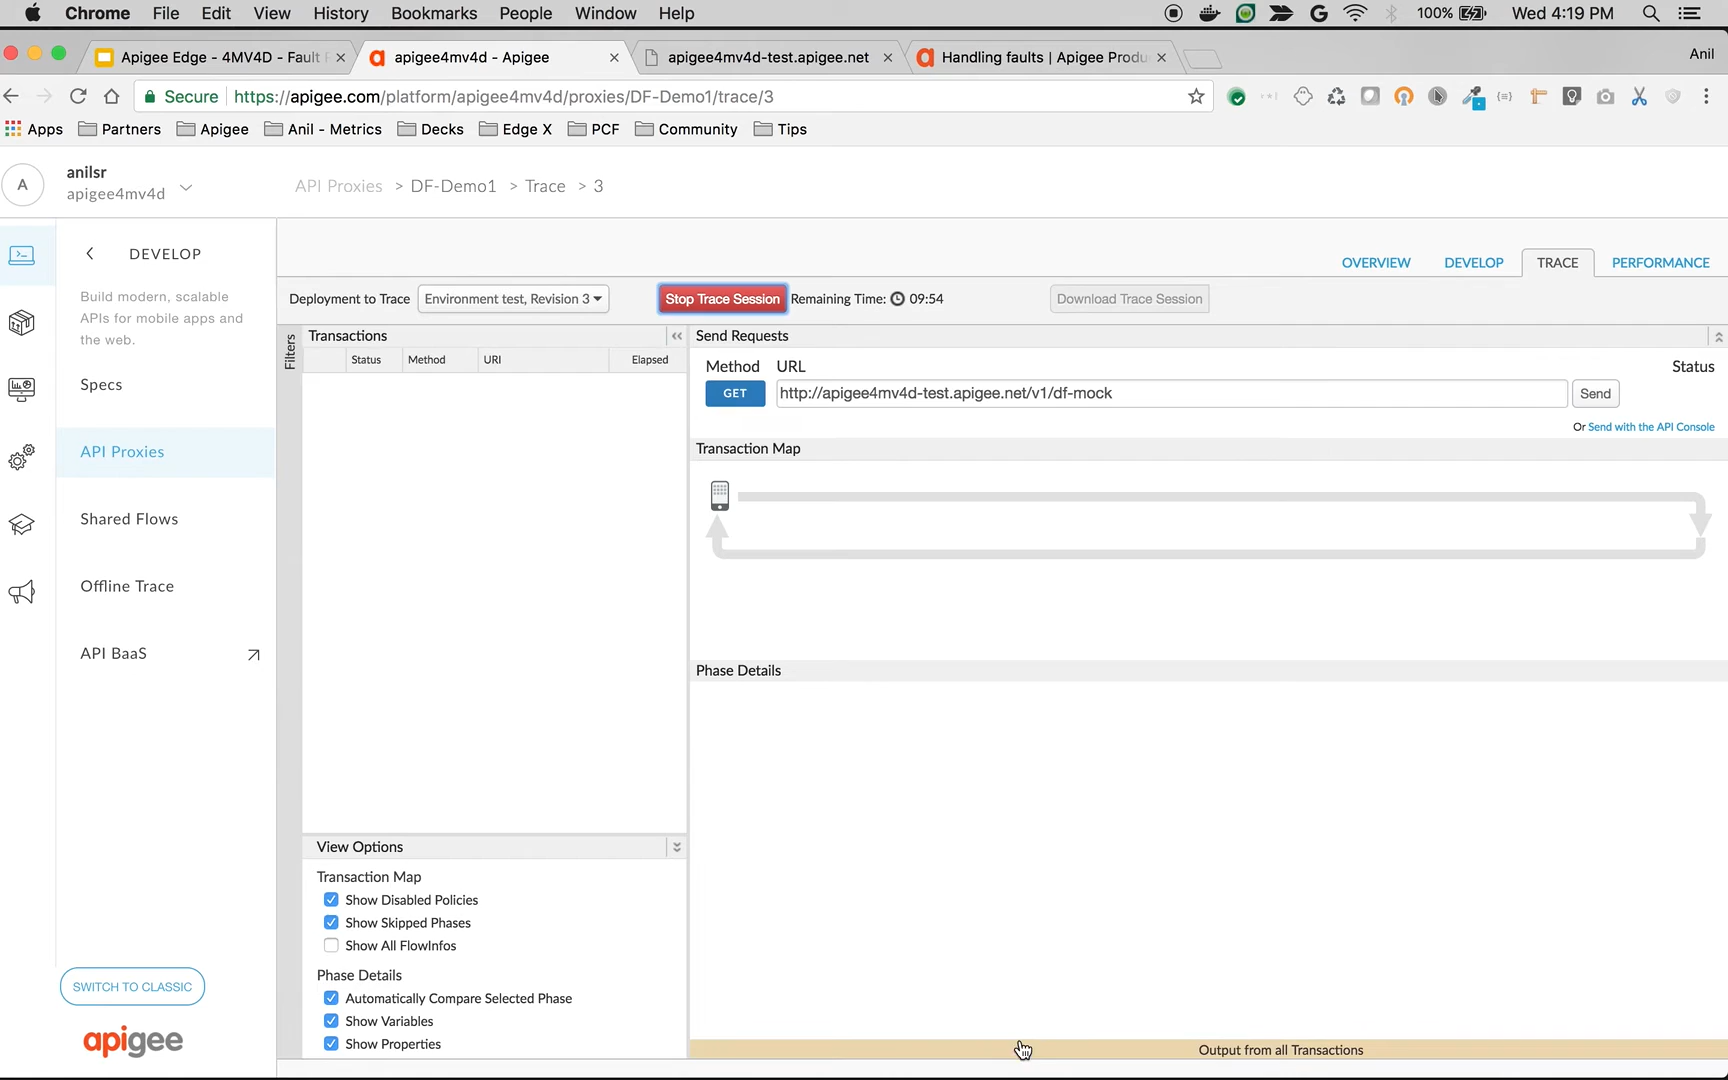 Chrome File Edit View History Bookmarks People Window Help 100% Wed 4:19 PM
Apigee Edge - 4MV4D - Fault
apigee4mv4d - Apigee
apigee4mv4d-test.apigee.net
Handling faults | Apigee Produ
Anil
Secure https://apigee.com/platform/apigee4mv4d/proxies/DF-Demo1/trace/3
Apps Partners Apigee Anil - Metrics Decks Edge X PCF Community Tips
A
anilsr
apigee4mv4d
API Proxies > DF-Demo1 > Trace > 3
DEVELOP
Build modern, scalable
APIs for mobile apps and
the web.
Specs
API Proxies
Shared Flows
Offline Trace
API BaaS
SWITCH TO CLASSIC
apigee
OVERVIEW DEVELOP TRACE PERFORMANCE
Deployment to Trace Environment test, Revision 3 Stop Trace Session Remaining Time: 09:54 Download Trace Session
Filters
Transactions
Status Method URI Elapsed
View Options
Transaction Map
Show Disabled Policies
Show Skipped Phases
Show All FlowInfos
Phase Details
Automatically Compare Selected Phase
Show Variables
Show Properties
Send Requests
Method URL Status
GET http://apigee4mv4d-test.apigee.net/v1/df-mock Send
Or Send with the API Console
Transaction Map
Phase Details
Output from all Transactions